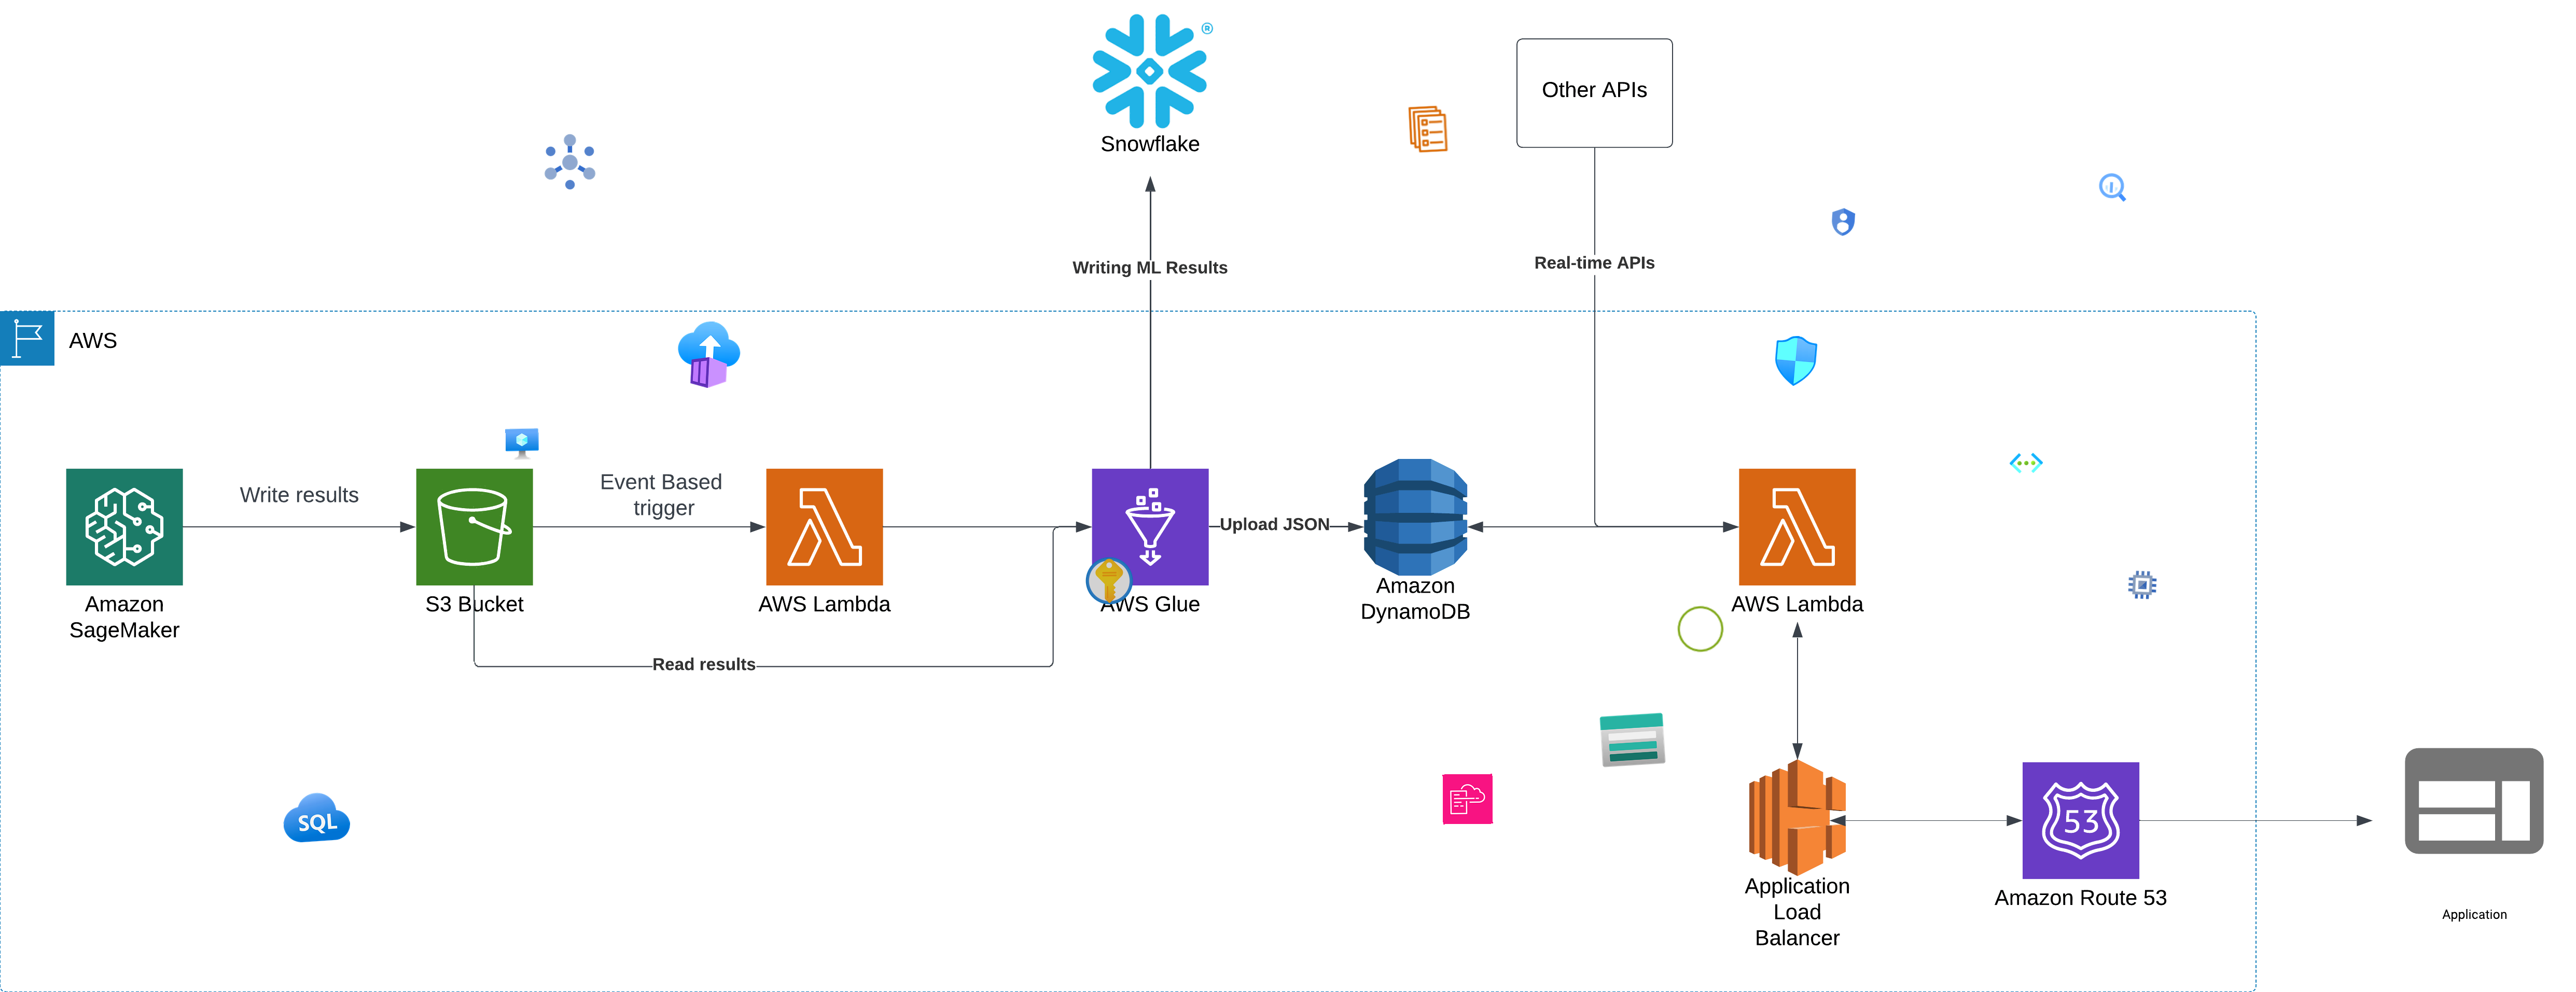 ®
Snowflake
Other APIs
Writing ML Results
Real-time APIs
AWS
Write results
Event Based
trigger
Upload JSON
Amazon
SageMaker
S3 Bucket
AWS Lambda
AWS Glue
Amazon
DynamoDB
AWS Lambda
Read results
SQL
53
Application
Load
Balancer
Amazon Route 53
Application